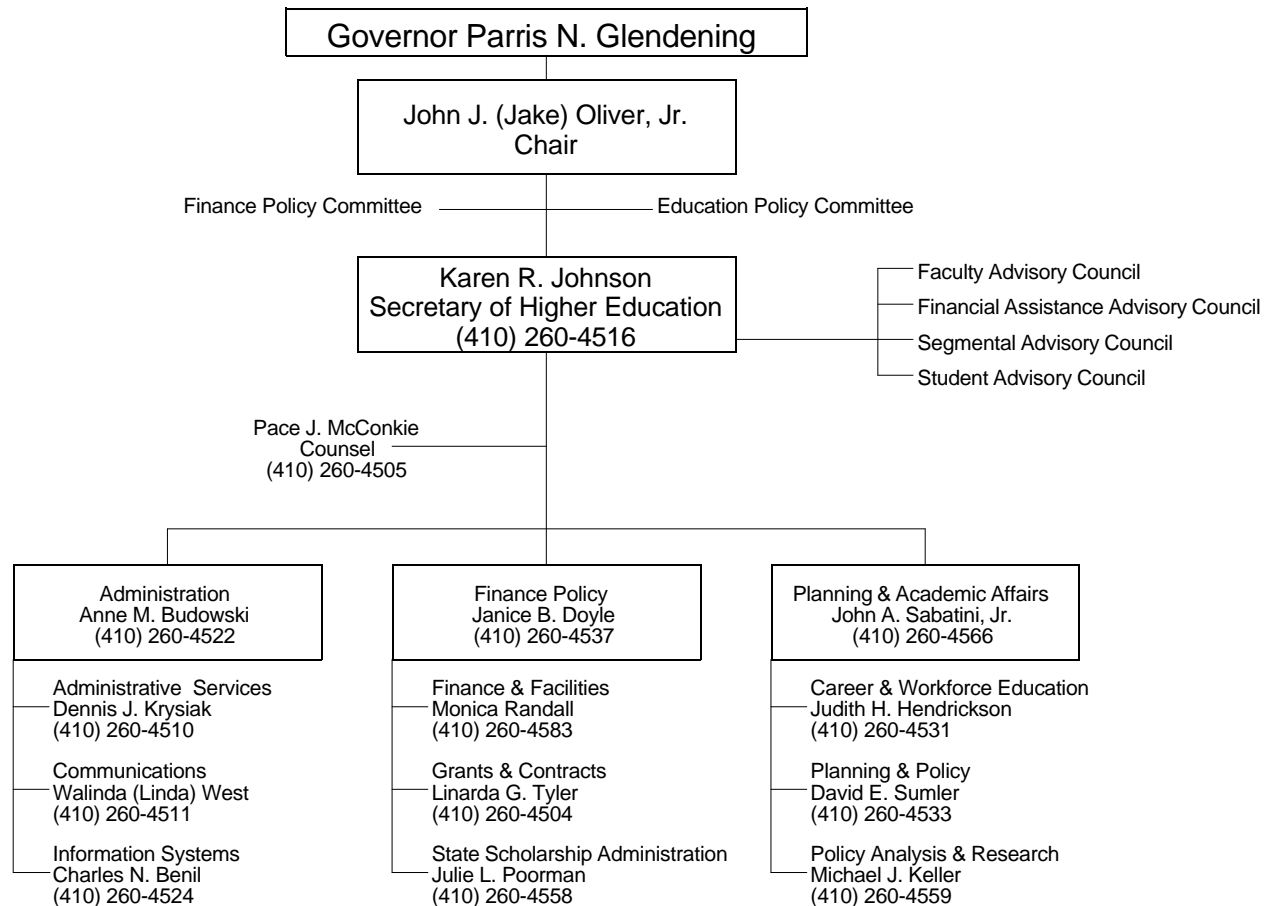 Governor Parris N. Glendening
John J. (Jake) Oliver, Jr.
Chair
Finance Policy Committee
Education Policy Committee
Karen R. Johnson
Secretary of Higher Education
(410) 260-4516
Faculty Advisory Council
Financial Assistance Advisory Council
Segmental Advisory Council
Student Advisory Council
Pace J. McConkie
Counsel
(410) 260-4505
Administration
Anne M. Budowski
(410) 260-4522
Administrative Services
Dennis J. Krysiak
(410) 260-4510
Communications
Walinda (Linda) West
(410) 260-4511
Information Systems
Charles N. Benil
(410) 260-4524
Finance Policy
Janice B. Doyle
(410) 260-4537
Finance & Facilities
Monica Randall
(410) 260-4583
Grants & Contracts
Linarda G. Tyler
(410) 260-4504
State Scholarship Administration
Julie L. Poorman
(410) 260-4558
Planning & Academic Affairs
John A. Sabatini, Jr.
(410) 260-4566
Career & Workforce Education
Judith H. Hendrickson
(410) 260-4531
Planning & Policy
David E. Sumler
(410) 260-4533
Policy Analysis & Research
Michael J. Keller
(410) 260-4559